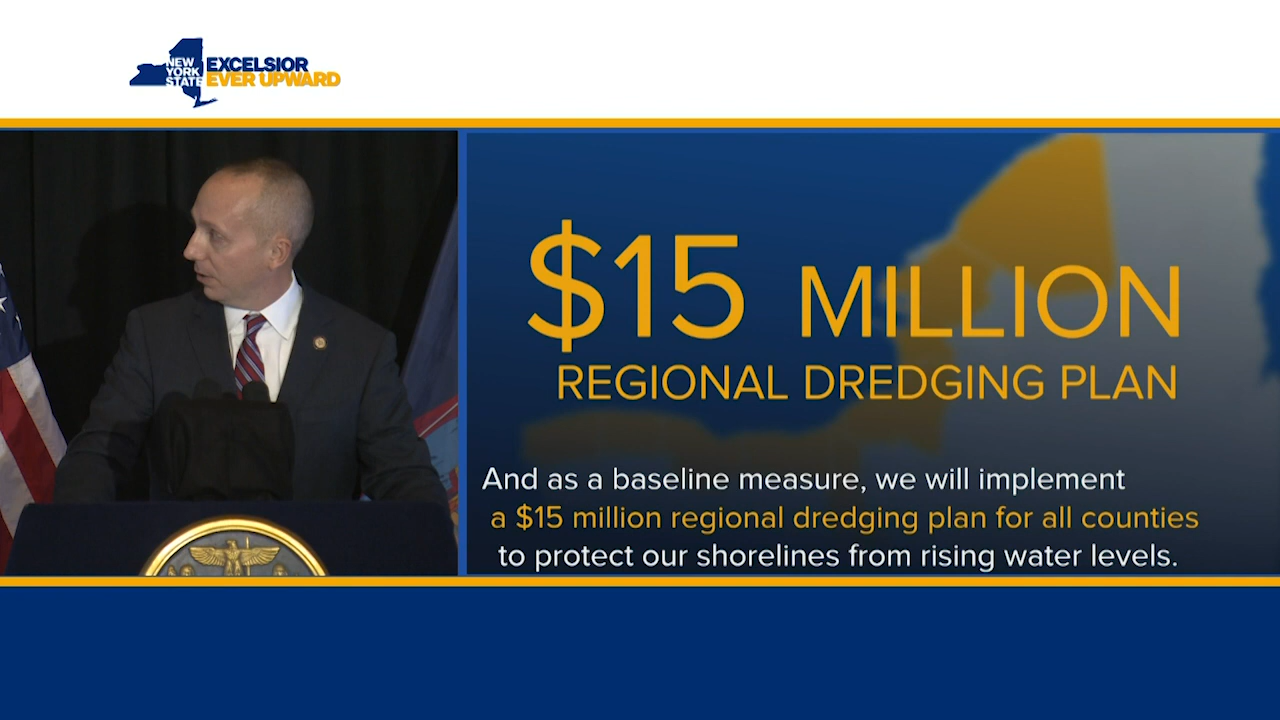 NEW
YORK
STATE
EXCELSIOR
EVER UPWARD
$15 MILLION
REGIONAL DREDGING PLAN
And as a baseline measure, we will implement
a $15 million regional dredging plan for all counties
to protect our shorelines from rising water levels.